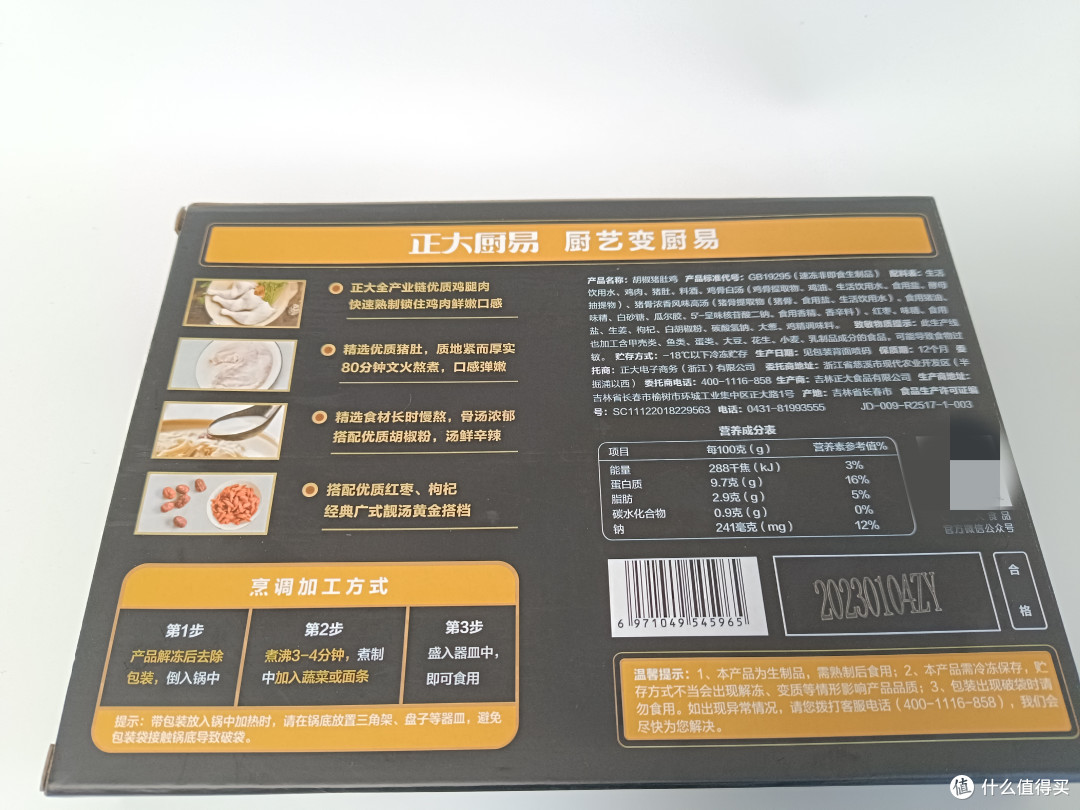 正大厨易 厨艺变厨易
正大全产业链优质鸡腿肉
快速熟制锁住鸡肉鲜嫩口感
精选优质猪肚，质地紧而厚实
80分钟文火熬煮，口感弹嫩
精选食材长时慢熬，骨汤浓郁
搭配优质胡椒粉，汤鲜辛辣
搭配优质红枣、枸杞
经典广式靓汤黄金搭档
烹调加工方式
第1步
产品解冻后去除
包装，倒入锅中
第2步
煮沸3-4分钟，煮制
中加入蔬菜或面条
第3步
盛入器皿中，
即可食用
提示：带包装放入锅中加热时，请在锅底放置三角架、盘子等器皿，避免
包装袋接触锅底导致破袋。
产品名称：胡椒猪肚鸡 产品标准代号：GB19295（速冻非即食生制品） 配料表：生活
饮用水、鸡肉、猪肚、料酒、鸡骨白汤（鸡骨提取物、鸡油、生活饮用水、食用盐、酵母
抽提物）、猪骨浓香风味高汤（猪骨提取物（猪骨、食用盐、生活饮用水）、食用猪油、
味精、白砂糖、瓜尔胶、5'-呈味核苷酸二钠、食用香精、香辛料）、红枣、味精、食用
盐、生姜、枸杞、白胡椒粉、碳酸氢钠、大葱、鸡精调味料。 致敏物质提示：此生产线
也加工含甲壳类、鱼类、蛋类、大豆、花生、小麦、乳制品成分的食品，可能导致食物过
敏。 贮存方式：-18℃以下冷冻贮存 生产日期：见包装背面喷码 保质期：12个月 委
托商：正大电子商务（浙江）有限公司 委托商地址：浙江省慈溪市现代农业开发区（半
掘浦以西） 委托商电话：400-1116-858 生产商：吉林正大食品有限公司 生产商地址：
吉林省长春市榆树市环城工业集中区正大路1号 产地：吉林省长春市 食品生产许可证编
号：SC11122018229563 电话：0431-81993555 JD-009-R2517-1-003
营养成分表
项目 每100克（g） 营养素参考值%
能量 288千焦（kJ） 3%
蛋白质 9.7克（g） 16%
脂肪 2.9克（g） 5%
碳水化合物 0.9克（g） 0%
钠 241毫克（mg） 12%
食品
官方微信公众号
6 971049 545965
20230104ZY
合
格
温馨提示：1、本产品为生制品，需熟制后食用；2、本产品需冷冻保存，贮
存方式不当会出现解冻、变质等情形影响产品品质；3、包装出现破袋时请
勿食用。如出现异常情况，请您拨打客服电话（400-1116-858），我们会
尽快为您解决。
值 什么值得买